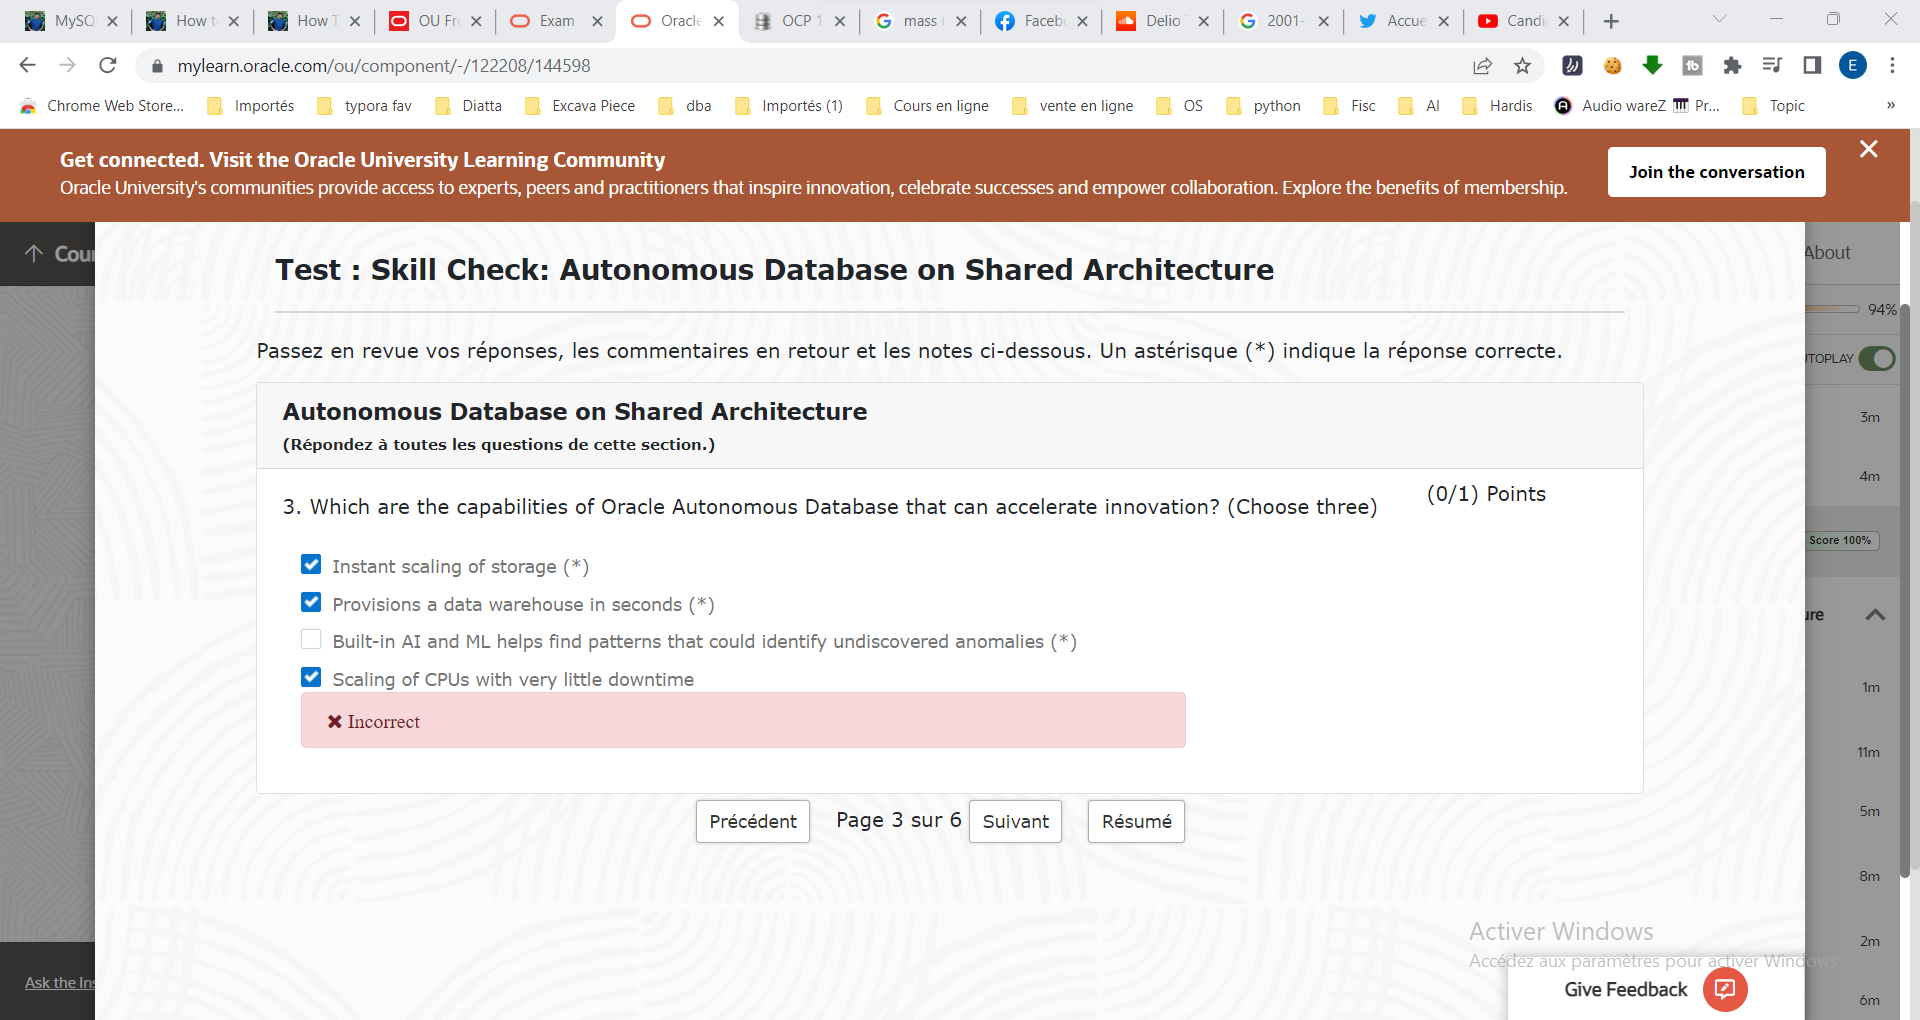 MySQ
How t
How T
OU Fre
Exam
Oracle
OCP 1
mass
Faceb
Delio
2001-
Accue
Candi
mylearn.oracle.com/ou/component/-/122208/144598
E
Chrome Web Store...
Importés
typora fav
Diatta
Excava Piece
dba
Importés (1)
Cours en ligne
vente en ligne
OS
python
Fisc
AI
Hardis
Audio wareZ
Pr...
Topic
»
Get connected. Visit the Oracle University Learning Community
Oracle University's communities provide access to experts, peers and practitioners that inspire innovation, celebrate successes and empower collaboration. Explore the benefits of membership.
Join the conversation
Cour
About
Test : Skill Check: Autonomous Database on Shared Architecture
94%
Passez en revue vos réponses, les commentaires en retour et les notes ci-dessous. Un astérisque (*) indique la réponse correcte.
TOPLAY
Autonomous Database on Shared Architecture
(Répondez à toutes les questions de cette section.)
3m
4m
3. Which are the capabilities of Oracle Autonomous Database that can accelerate innovation? (Choose three)
(0/1) Points
Score 100%
Instant scaling of storage (*)
Provisions a data warehouse in seconds (*)
ure
Built-in AI and ML helps find patterns that could identify undiscovered anomalies (*)
Scaling of CPUs with very little downtime
1m
Incorrect
11m
Précédent
Page 3 sur 6
Suivant
Résumé
5m
8m
Activer Windows
2m
Accédez aux paramètres pour activer Windows.
Ask the Ins
Give Feedback
6m